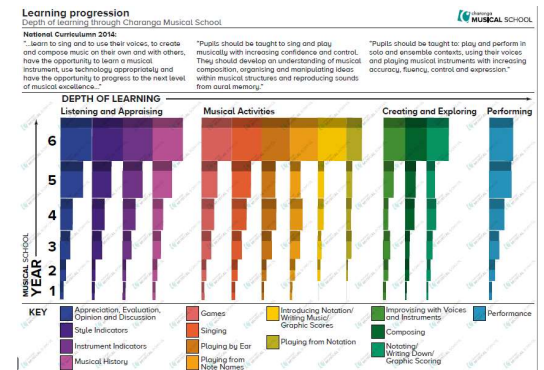 Learning progression
Depth of learning through Charanga Musical School
charanga
MUSICAL SCHOOL
National Curriculumn 2014:
"...learn to sing and to use their voices, to create
and compose music on their own and with others,
have the opportunity to learn a musical
instrument, use technology appropriately and
have the opportunity to progress to the next level
of musical excellence..."
"Pupils should be taught to sing and play
musically with increasing confidence and control.
They should develop an understanding of musical
composition, organising and manipulating ideas
within musical structures and reproducing sounds
from aural memory."
"Pupils should be taught to: play and perform in
solo and ensemble contexts, using their voices
and playing musical instruments with increasing
accuracy, fluency, control and expression."
DEPTH OF LEARNING
Listening and Appraising
Musical Activities
Creating and Exploring
Performing
MUSICAL SCHOOL
YEAR
6
5
4
3
2
1
KEY
Appreciation, Evaluation,
Opinion and Discussion
Style Indicators
Instrument Indicators
Musical History
Games
Singing
Playing by Ear
Playing from
Note Names
Introducing Notation/
Writing Music/
Graphic Scores
Playing from Notation
Improvising with Voices
and Instruments
Composing
Notating/
Writing Down/
Graphic Scoring
Performance